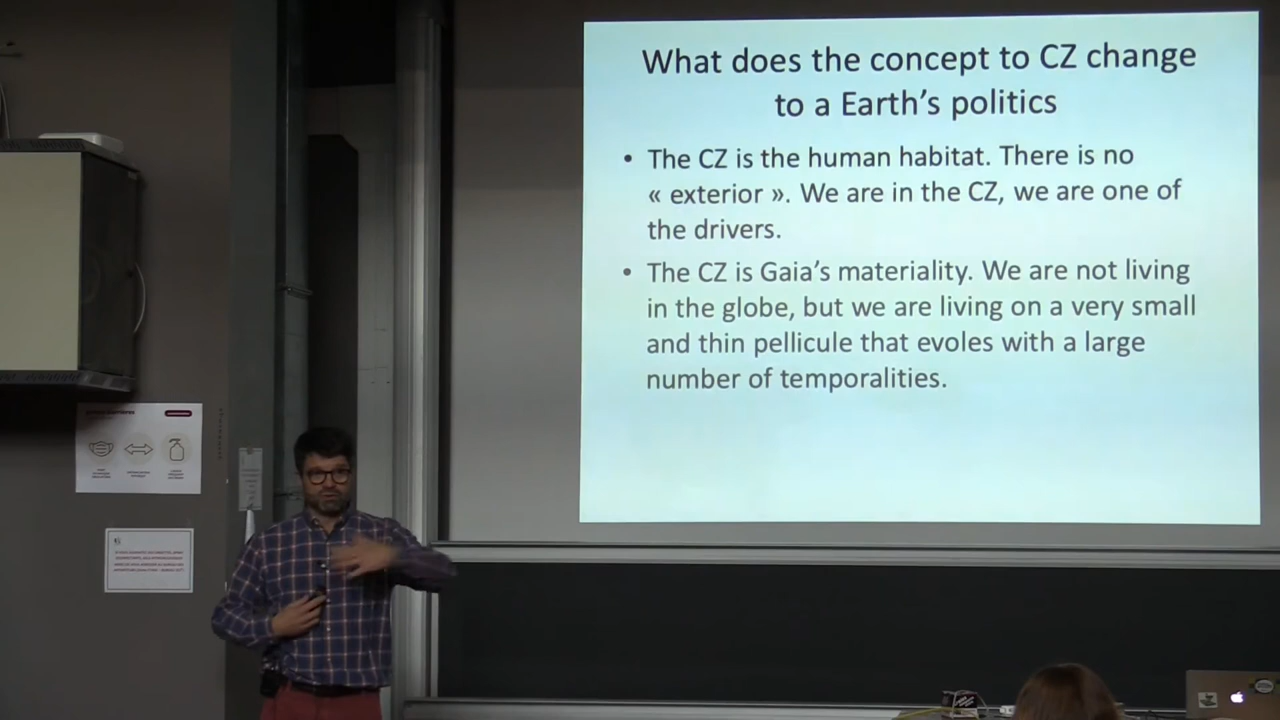 What does the concept to CZ change
to a Earth's politics
• The CZ is the human habitat. There is no
« exterior ». We are in the CZ, we are one of
the drivers.
• The CZ is Gaia's materiality. We are not living
in the globe, but we are living on a very small
and thin pellicule that evoles with a large
number of temporalities.